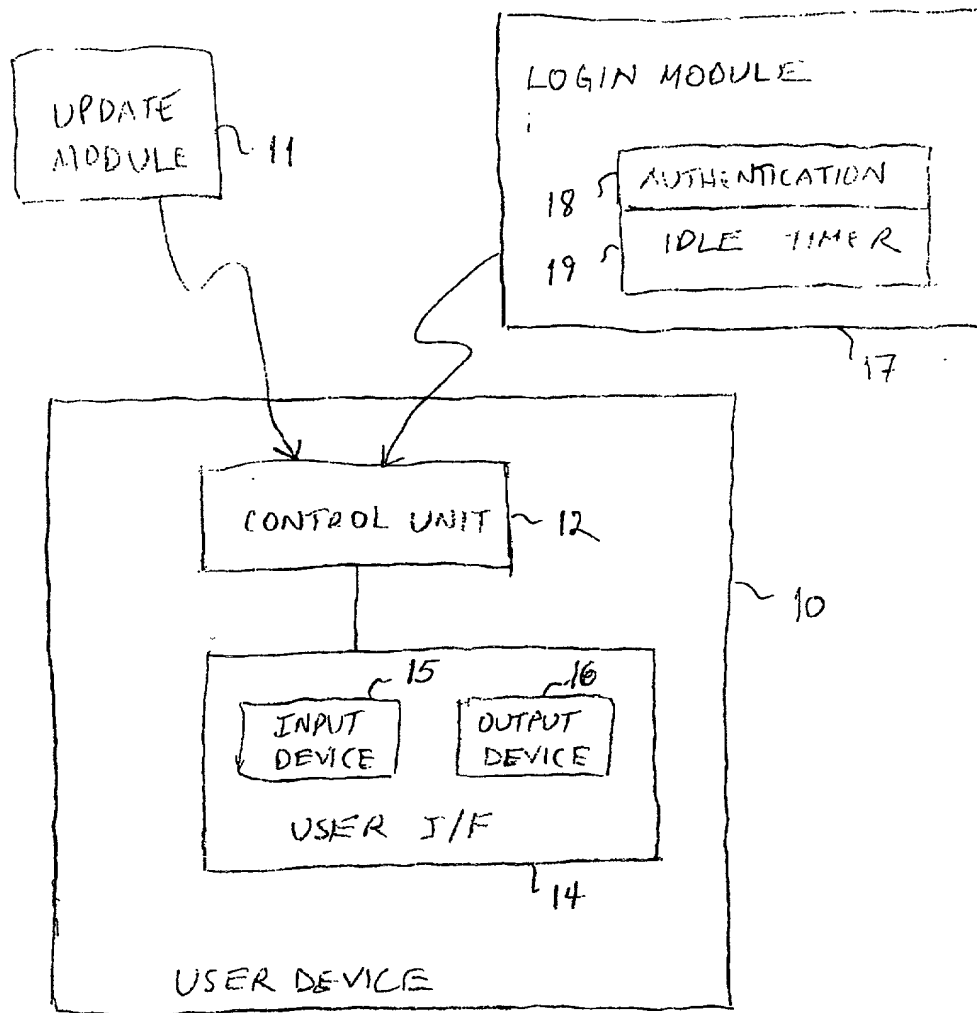 UPDATE
MODULE
11
LOGIN MODULE
18
AUTHENTICATION
19
IDLE TIMER
17
CONTROL UNIT
12
10
15
16
INPUT
DEVICE
OUTPUT
DEVICE
USER I/F
14
USER DEVICE